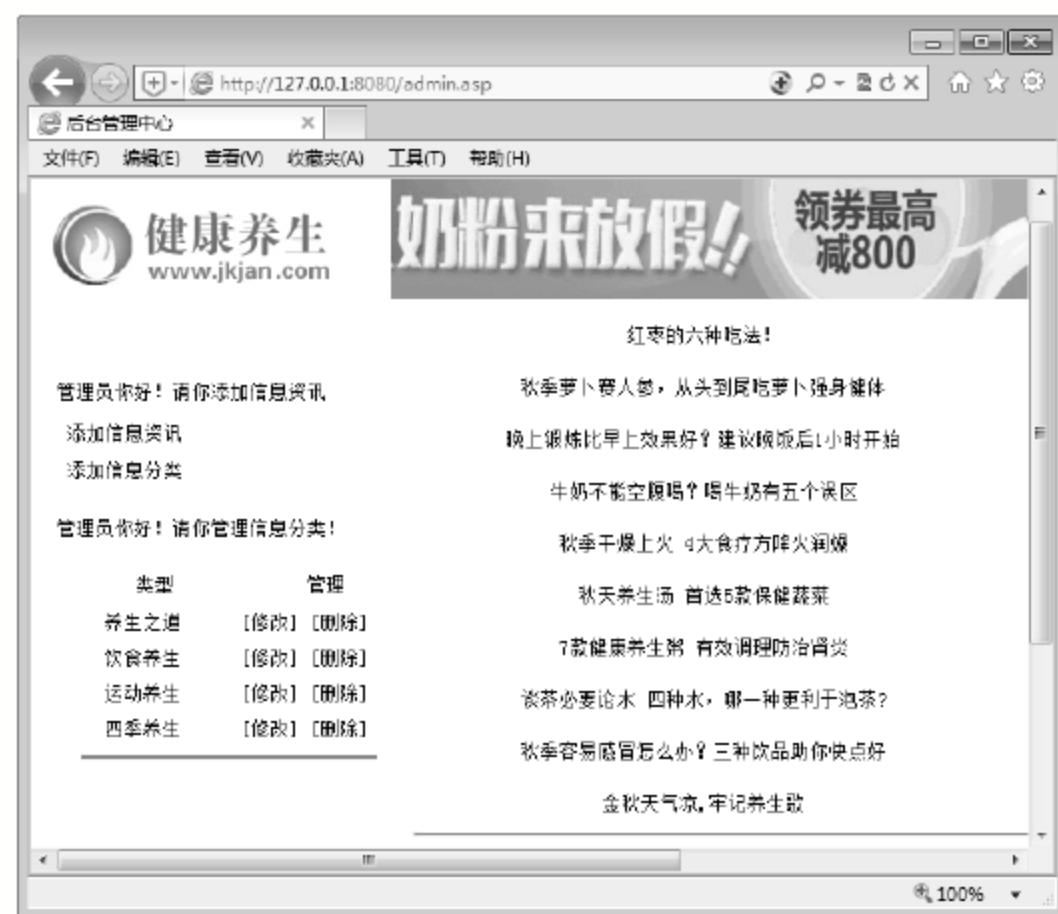 http://127.0.0.1:8080/admin.asp
后台管理中心
文件(F) 编辑(E) 查看(V) 收藏夹(A) 工具(T) 帮助(H)
健康养生
www.jkjan.com
奶粉来放假!!
领券最高
减800
管理员你好！请你添加信息资讯
添加信息资讯
添加信息分类
管理员你好！请你管理信息分类！
类型 管理
养生之道 [修改] [删除]
饮食养生 [修改] [删除]
运动养生 [修改] [删除]
四季养生 [修改] [删除]
红枣的六种吃法！
秋季萝卜赛人参，从头到尾吃萝卜强身健体
晚上锻炼比早上效果好？建议晚饭后1小时开始
牛奶不能空腹喝？喝牛奶有五个误区
秋季干燥上火 4大食疗方降火润燥
秋天养生汤 首选5款保健蔬菜
7款健康养生粥 有效调理防治肾炎
谈茶必要论水 四种水，哪一种更利于泡茶?
秋季容易感冒怎么办？三种饮品助你快点好
金秋天气凉,牢记养生歌
100%